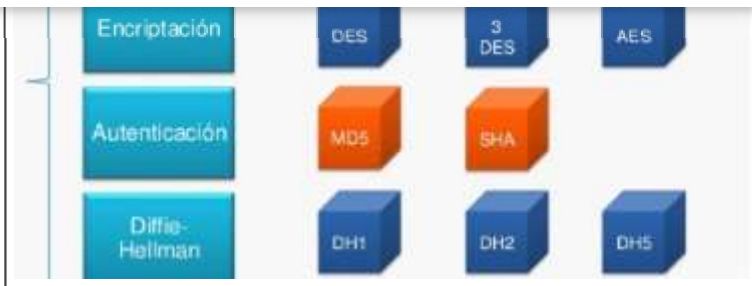 Encriptación
DES
3
DES
AES
Autenticación
MD5
SHA
Diffie-
Hellman
DH1
DH2
DH5